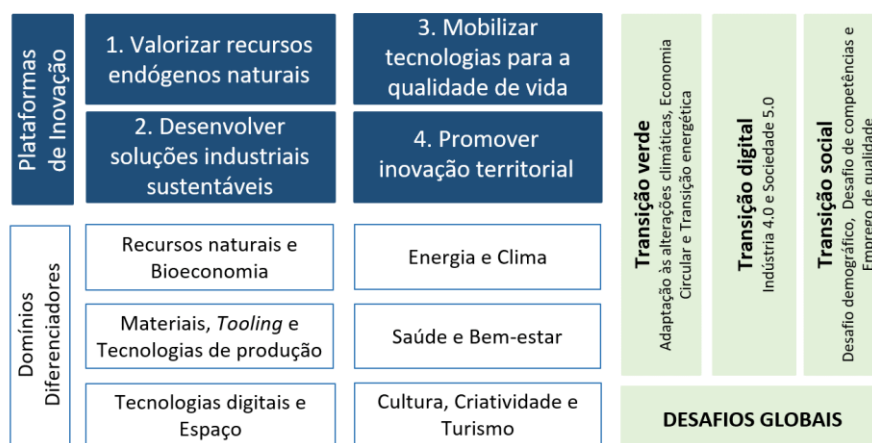 Plataformas
de Inovação
1. Valorizar recursos
endógenos naturais
3. Mobilizar
tecnologias para a
qualidade de vida
2. Desenvolver
soluções industriais
sustentáveis
4. Promover
inovação territorial
Domínios
Diferenciadores
Recursos naturais e
Bioeconomia
Energia e Clima
Materiais, Tooling e
Tecnologias de produção
Saúde e Bem-estar
Tecnologias digitais e
Espaço
Cultura, Criatividade e
Turismo
Transição verde
Adaptação às alterações climáticas, Economia
Circular e Transição energética
Transição digital
Indústria 4.0 e Sociedade 5.0
Transição social
Desafio demográfico, Desafio de competências e
Emprego de qualidade
DESAFIOS GLOBAIS